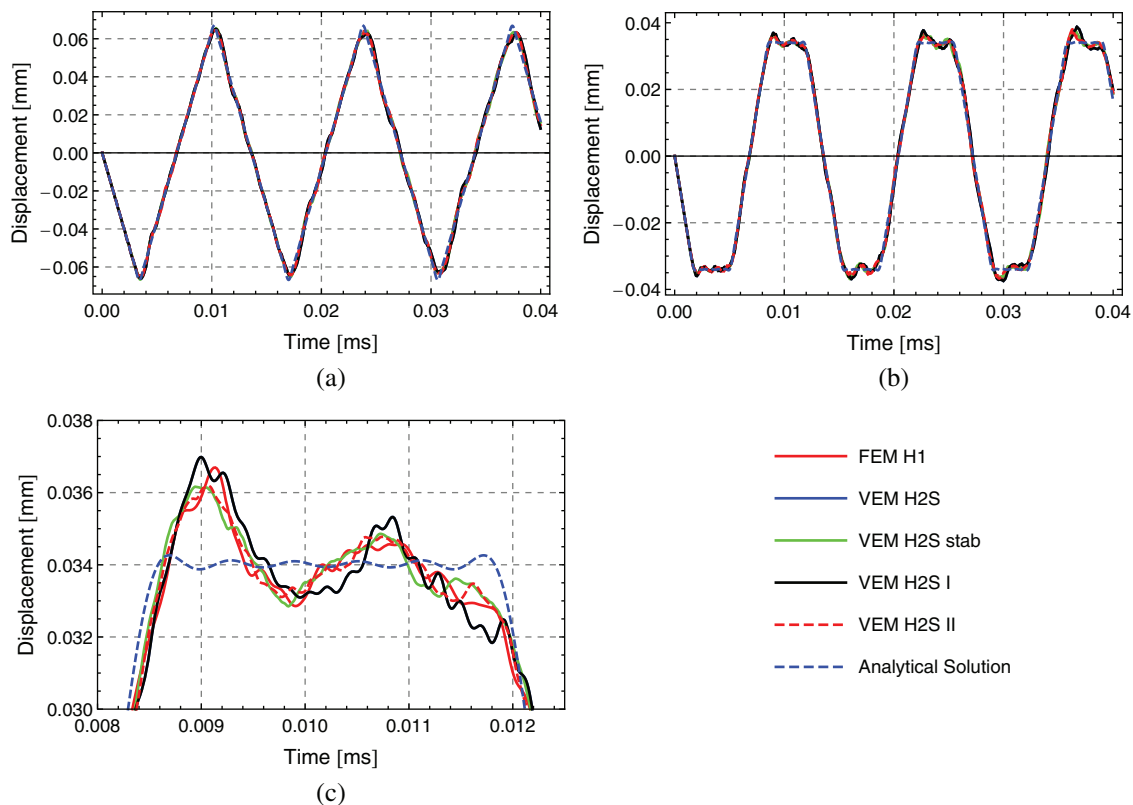 Displacement [mm]
0.06
0.04
0.02
0.00
−0.02
−0.04
−0.06
0.00 0.01 0.02 0.03 0.04
Time [ms]
(a)
Displacement [mm]
0.04
0.02
0.00
−0.02
−0.04
0.00 0.01 0.02 0.03 0.04
Time [ms]
(b)
Displacement [mm]
0.038
0.036
0.034
0.032
0.030
0.008 0.009 0.010 0.011 0.012
Time [ms]
(c)
FEM H1
VEM H2S
VEM H2S stab
VEM H2S I
VEM H2S II
Analytical Solution